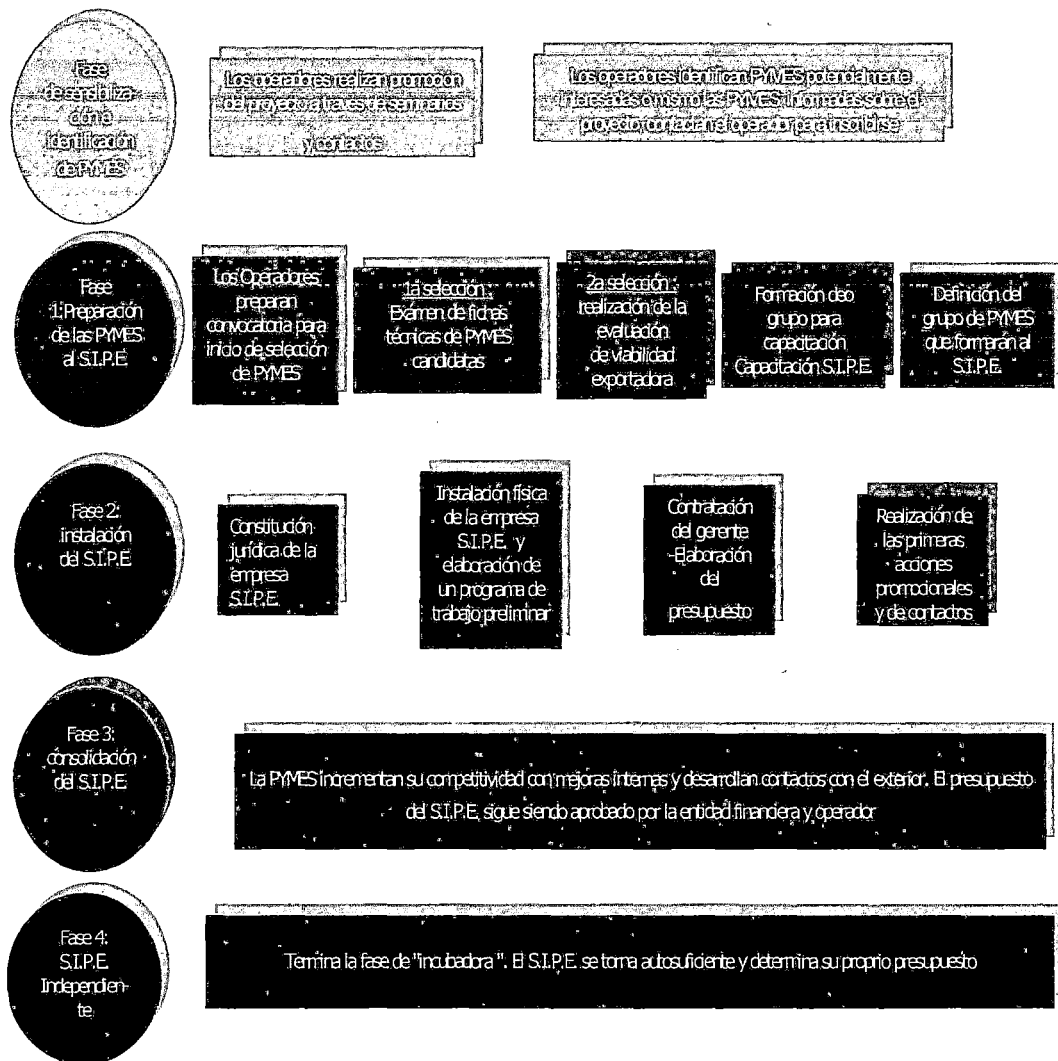 Fase
de sensibiliza-
ción e
identificación
de PYMES
Los operadores realizan promoción
del proyecto a traves de seminarios
y contactos
Los operadores identifican PYMES potencialmente
interesadas o mismo las PYMES, informadas sobre el
proyecto, contactan el operador para inscribirse
Fase
1:Preparación
de las PYMES
al S.I.P.E.
Los Operadores
preparan
convocatoria para
inicio de selección
de PYMES
1a selección :
Exámen de fichas
técnicas de PYMES
candidatas
2a selección :
realización de la
evaluación
de viabilidad
exportadora
Formación deo
grupo para
capacitación
Capacitación S.I.P.E.
Definición del
grupo de PYMES
que formarán al
S.I.P.E.
Fase 2:
instalación
del S.I.P.E.
Constitución
jurídica de la
empresa
S.I.P.E.
Instalación física
de la empresa
S.I.P.E. y
elaboración de
un programa de
trabajo preliminar
Contratación
del gerente
-Elaboración
del
presupuesto
Realización de
las primeras
acciones
promocionales
y de contactos
Fase 3:
consolidación
del S.I.P.E.
La PYMES incrementan su competitividad con mejoras internas y desarrollan contactos con el exterior. El presupuesto
del S.I.P.E. sigue siendo aprobado por la entidad financiera y operador
Fase 4:
S.I.P.E.
Independien-
te
Termina la fase de "incubadora ". El S.I.P.E. se torna autosuficiente y determina su proprio presupuesto